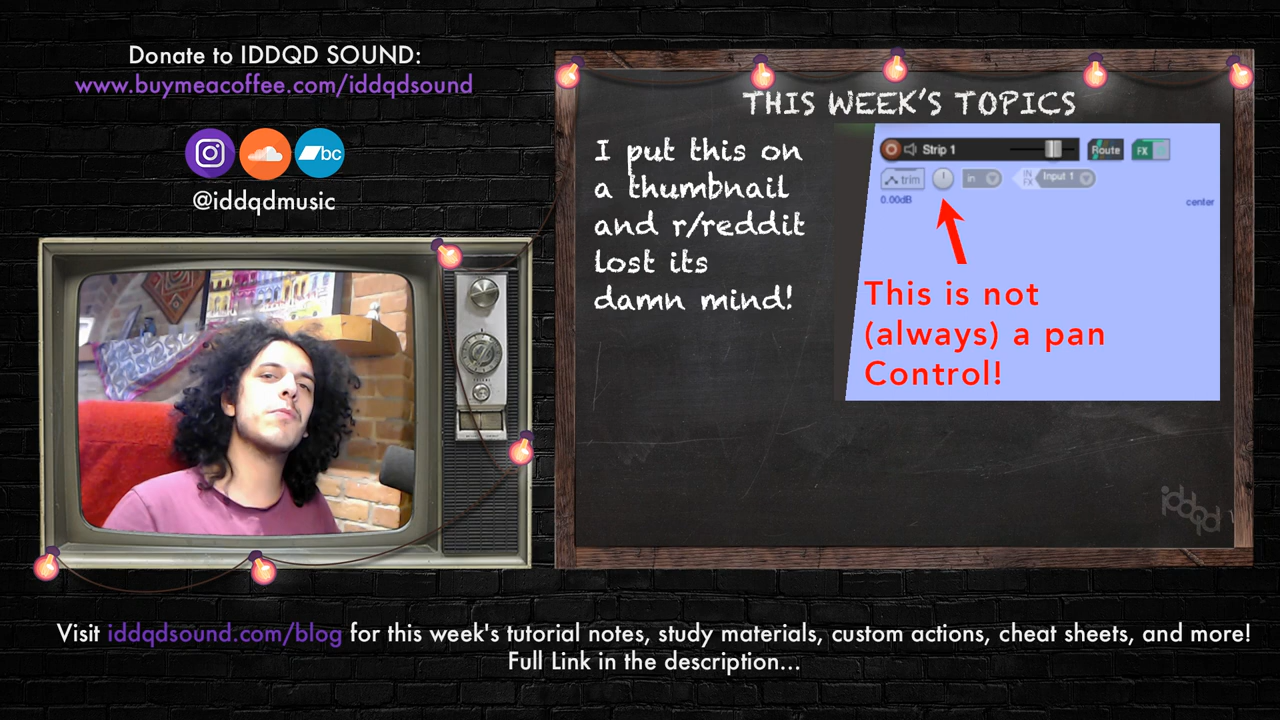 Donate to IDDQD SOUND:
www.buymeacoffee.com/iddqdsound
bc
@iddqdmusic
THIS WEEK'S TOPICS
I put this on
a thumbnail
and r/reddit
lost its
damn mind!
Strip 1
Route
FX
trim
in
IN
FX
Input 1
0.00dB
center
This is not
(always) a pan
Control!
iddqd
Visit iddqdsound.com/blog for this week's tutorial notes, study materials, custom actions, cheat sheets, and more!
Full Link in the description...